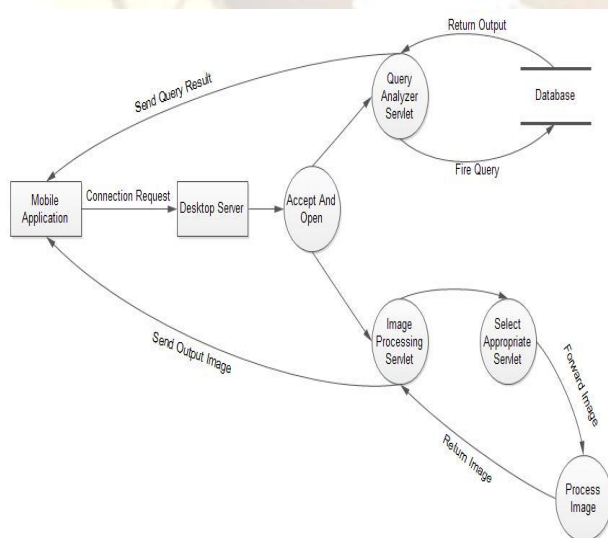 Return Output
Send Query Result
Query
Analyzer
Servlet
Database
Fire Query
Mobile
Application
Connection Request
Desktop Server
Accept And
Open
Send Output Image
Image
Processing
Servlet
Select
Appropriate
Servlet
Forward Image
Return Image
Process
Image